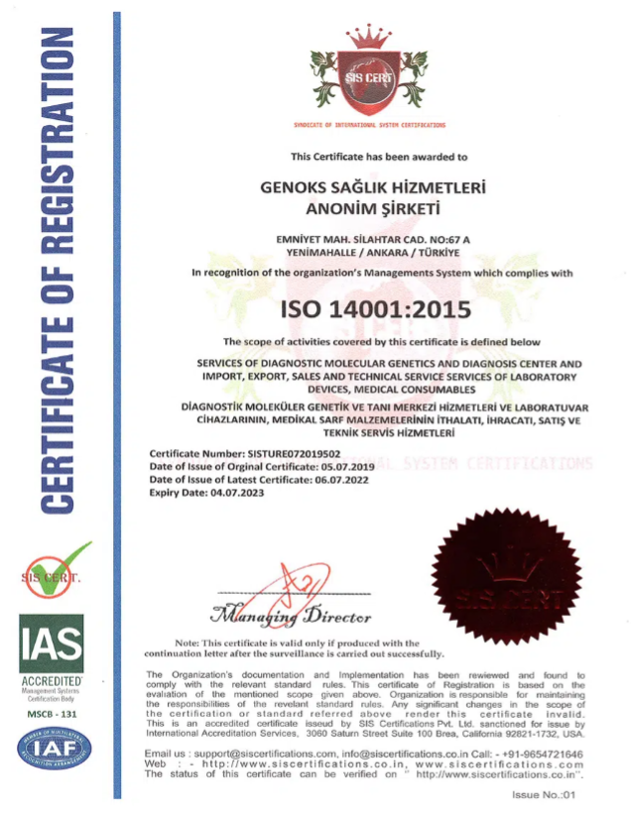 CERTIFICATE OF REGISTRATION
SIS CERT
SYNDICATE OF INTERNATIONAL SYSTEM CERTIFICATIONS
This Certificate has been awarded to
GENOKS SAĞLIK HİZMETLERİ
ANONİM ŞİRKETİ
EMNİYET MAH. SİLAHTAR CAD. NO:67 A
YENİMAHALLE / ANKARA / TÜRKİYE
In recognition of the organization's Managements System which complies with
ISO 14001:2015
The scope of activities covered by this certificate is defined below
SERVICES OF DIAGNOSTIC MOLECULAR GENETICS AND DIAGNOSIS CENTER AND
IMPORT, EXPORT, SALES AND TECHNICAL SERVICE SERVICES OF LABORATORY
DEVICES, MEDICAL CONSUMABLES
DİAGNOSTİK MOLEKÜLER GENETİK VE TANI MERKEZİ HİZMETLERİ VE LABORATUVAR
CİHAZLARININ, MEDİKAL SARF MALZEMELERİNİN İTHALATI, İHRACATI, SATIŞ VE
TEKNİK SERVİS HİZMETLERİ
Certificate Number: SISTURE072019502
Date of Issue of Orginal Certificate: 05.07.2019
Date of Issue of Latest Certificate: 06.07.2022
Expiry Date: 04.07.2023
NAL SYSTEM CERTIFICATIONS
SIS CERT
SIS CERT.
Managing Director
Note: This certificate is valid only if produced with the
continuation letter after the surveillance is carried out successfully.
IAS
ACCREDITED
Management Systems
Certification Body
MSCB - 131
IAF
The Organization's documentation and Implementation has been rewiewed and found to
comply with the relevant standard rules. This certificate of Registration is based on the
evaluation of the mentioned scope given above. Organization is responsible for maintaining
the responsibilities of the revelant standard rules. Any significant changes in the scope of
the certification or standard referred above render this certificate invalid.
This is an accredited certificate isseud by SIS Certifications Pvt. Ltd. sanctioned for issue by
International Accreditation Services, 3060 Saturn Street Suite 100 Brea, California 92821-1732, USA.
Email us : support@siscertifications.com, info@siscertifications.co.in Call: - +91-9654721646
Web : - http://www.siscertifications.co.in, www.siscertifications.com
The status of this certificate can be verified on " http://www.siscertifications.co.in".
Issue No.:01